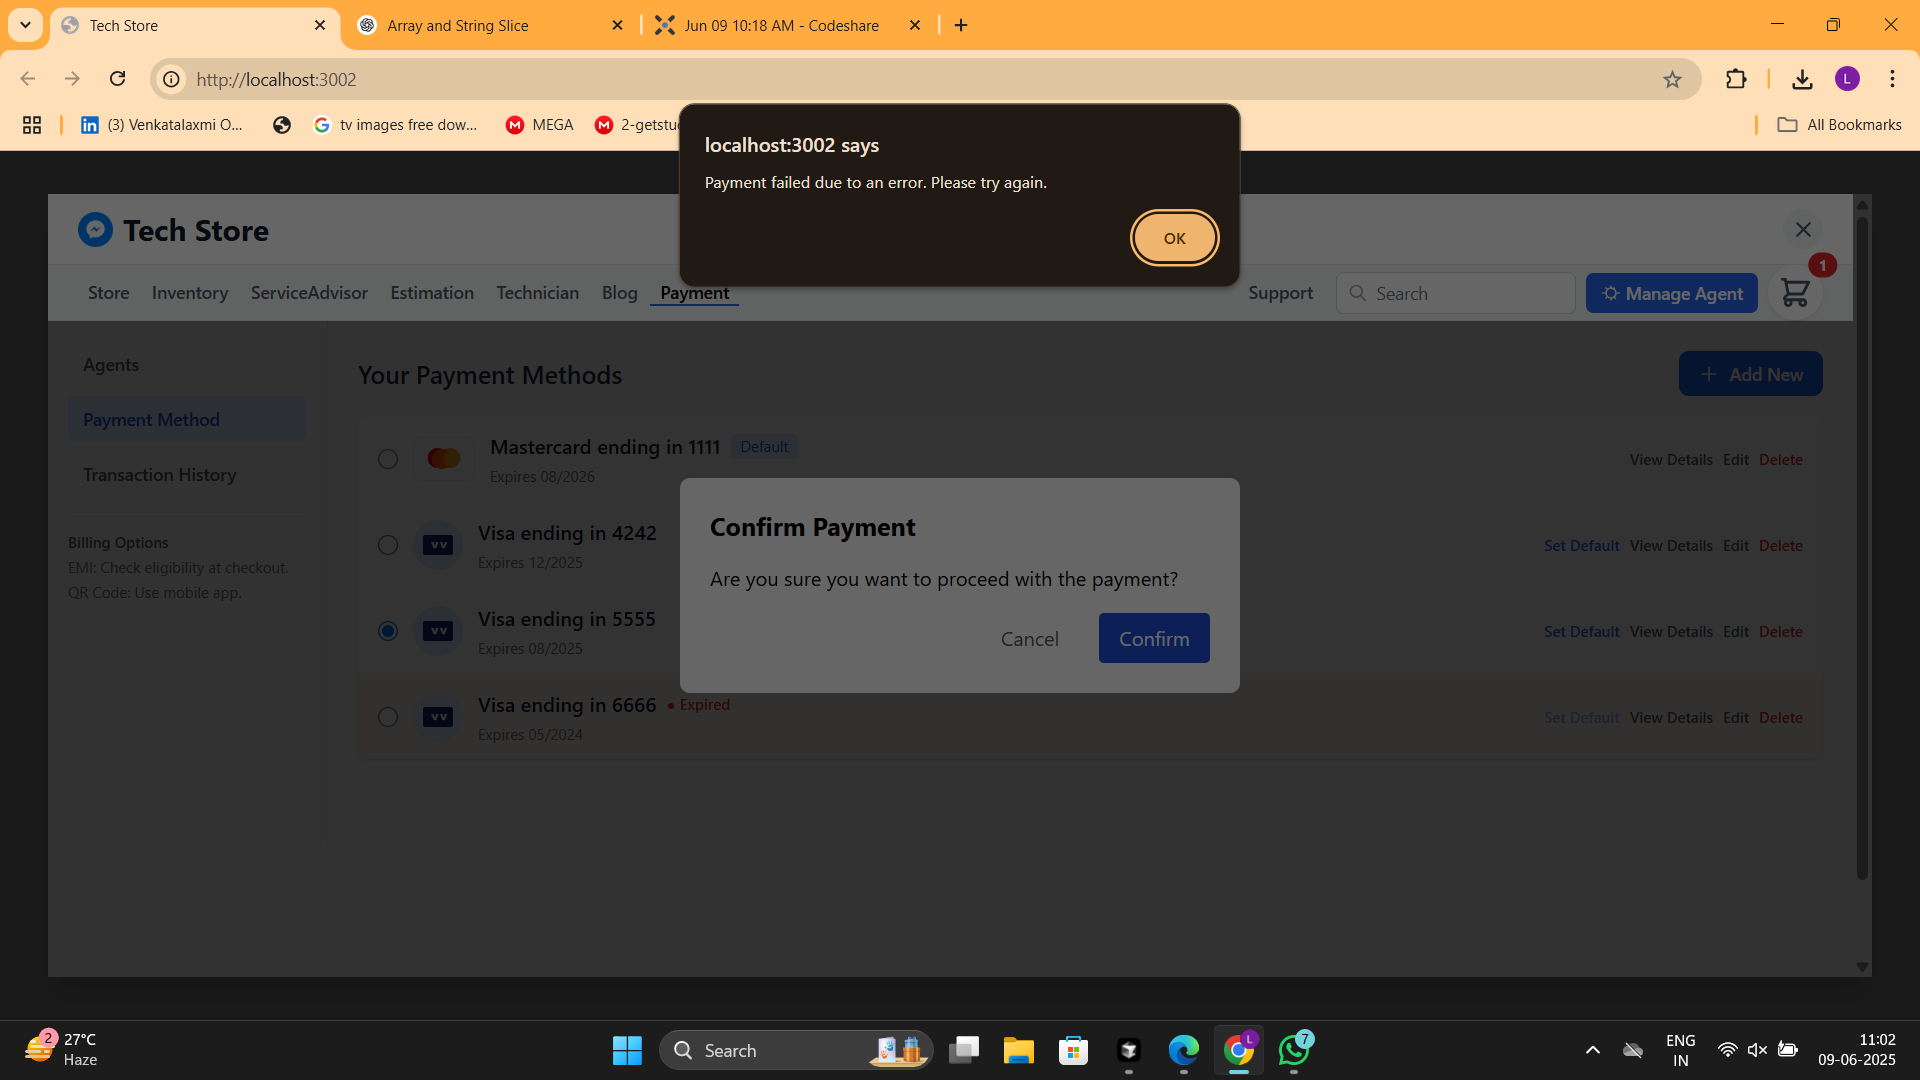 Tech Store
Array and String Slice
Jun 09 10:18 AM - Codeshare
http://localhost:3002
L
(3) Venkatalaxmi O...
tv images free dow...
MEGA
2-getstu
All Bookmarks
localhost:3002 says
Payment failed due to an error. Please try again.
OK
Tech Store
1
Store Inventory ServiceAdvisor Estimation Technician Blog Payment Support Search Manage Agent
Agents
Payment Method
Transaction History
Billing Options
EMI: Check eligibility at checkout.
QR Code: Use mobile app.
Your Payment Methods
Add New
Mastercard ending in 1111 Default
Expires 08/2026
View Details Edit Delete
Visa ending in 4242
Expires 12/2025
Set Default View Details Edit Delete
Visa ending in 5555
Expires 08/2025
Set Default View Details Edit Delete
Visa ending in 6666 • Expired
Expires 05/2024
Set Default View Details Edit Delete
Confirm Payment
Are you sure you want to proceed with the payment?
Cancel Confirm
2
27°C
Haze
Search
L
7
ENG
IN
11:02
09-06-2025